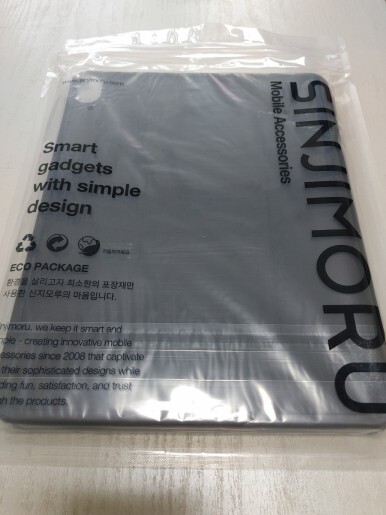 SINJIMORU
Mobile Accessories
Smart
gadgets
with simple
design
ECO PACKAGE
환경을 살리고자 최소한의 포장재만
사용한 신지모루의 마음입니다.
we keep it smart and
- creating innovative mobile
since 2008 that captivate
their sophisticated designs while
fun, satisfaction, and trust
the products.